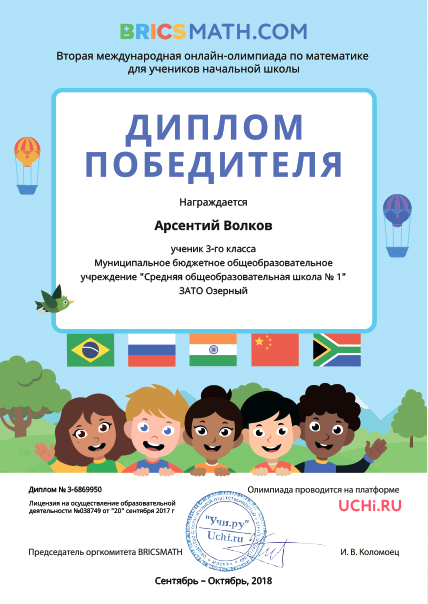 BRICSMATH.COM
Вторая международная онлайн-олимпиада по математике
для учеников начальной школы
ДИПЛОМ
ПОБЕДИТЕЛЯ
Награждается
Арсентий Волков
ученик 3-го класса
Муниципальное бюджетное общеобразовательное
учреждение "Средняя общеобразовательная школа № 1"
ЗАТО Озерный
Диплом № 3-6869950
Лицензия на осуществление образовательной
деятельности №038749 от "20" сентября 2017 г
Олимпиада проводится на платформе
UCHi.RU
"Учи.ру"
Uchi.ru
Председатель оргкомитета BRICSMATH
И. В. Коломоец
Сентябрь – Октябрь, 2018